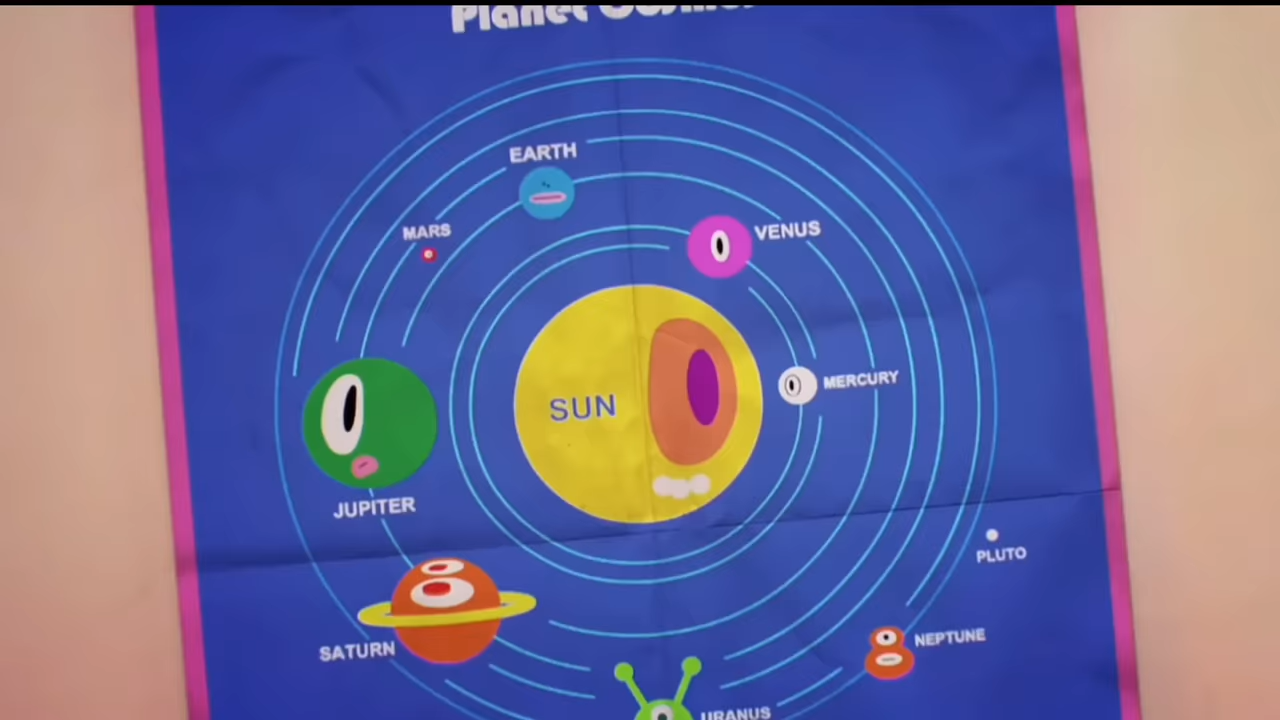 Planet
EARTH
MARS
VENUS
MERCURY
SUN
JUPITER
PLUTO
NEPTUNE
SATURN
URANUS